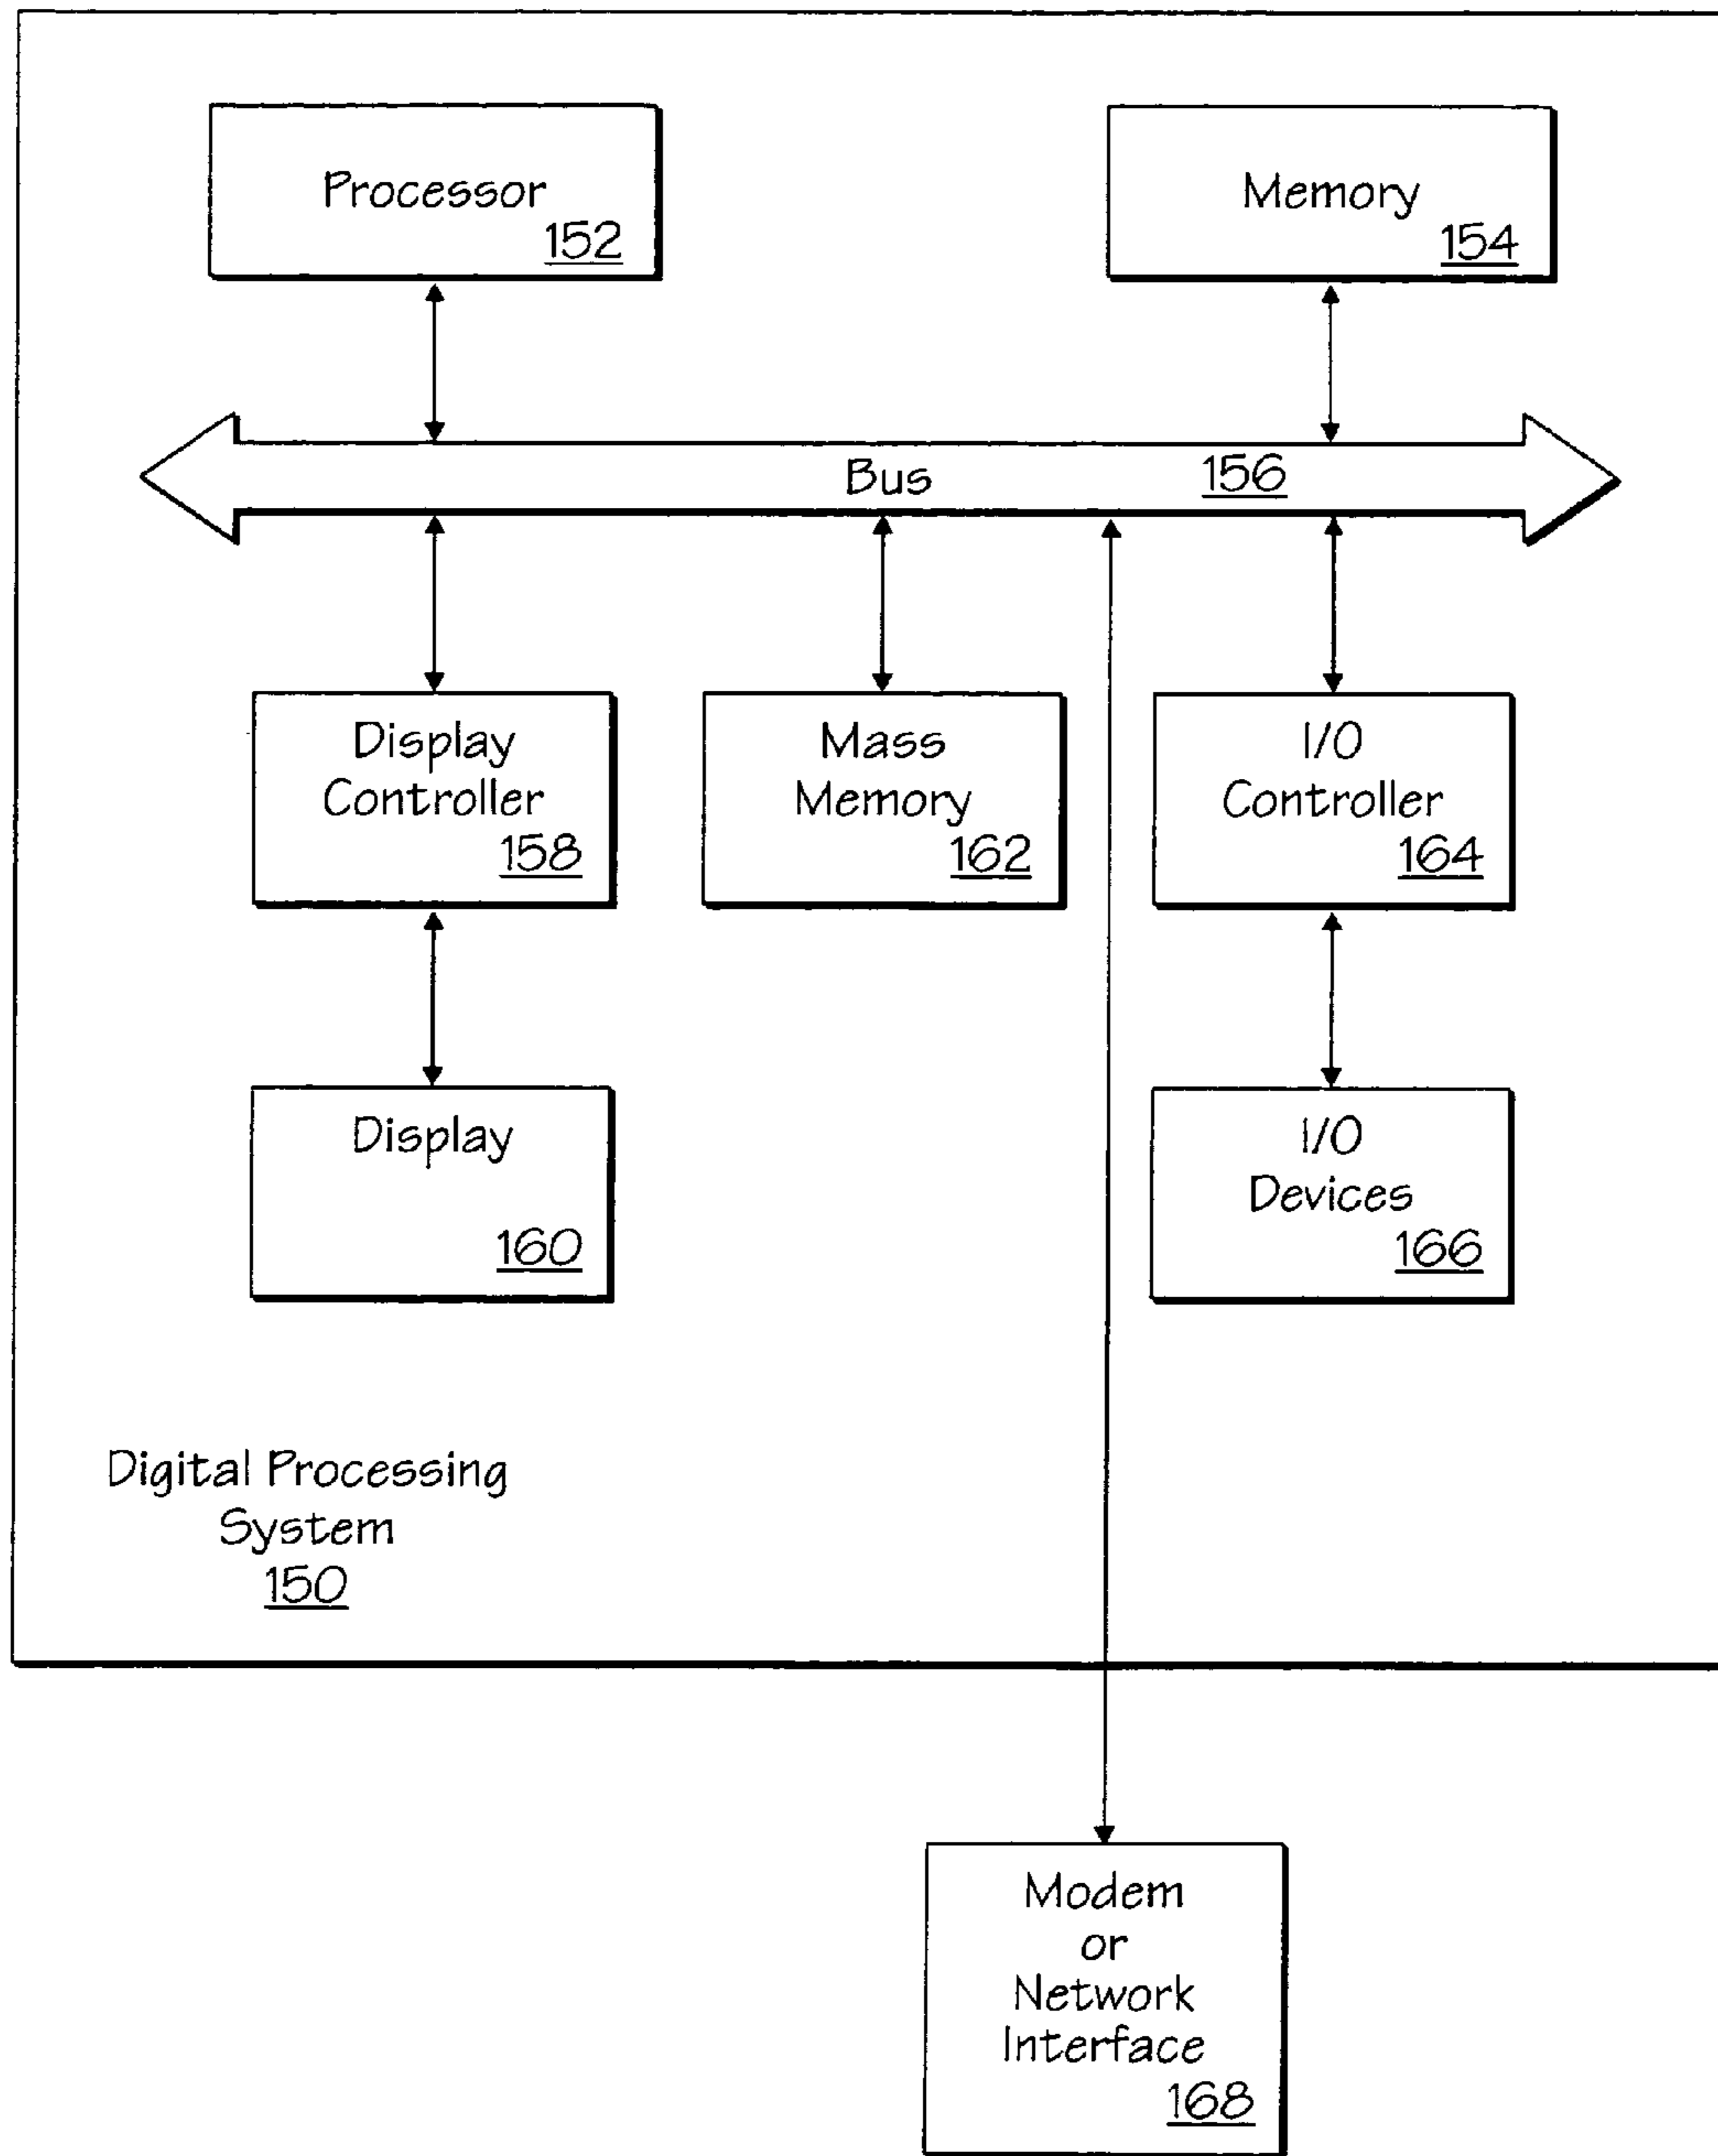 Processor
152
Memory
154
Bus 156
Display
Controller
158
Mass
Memory
162
I/O
Controller
164
Display
160
I/O
Devices
166
Digital Processing
System
150
Modem
or
Network
Interface
168